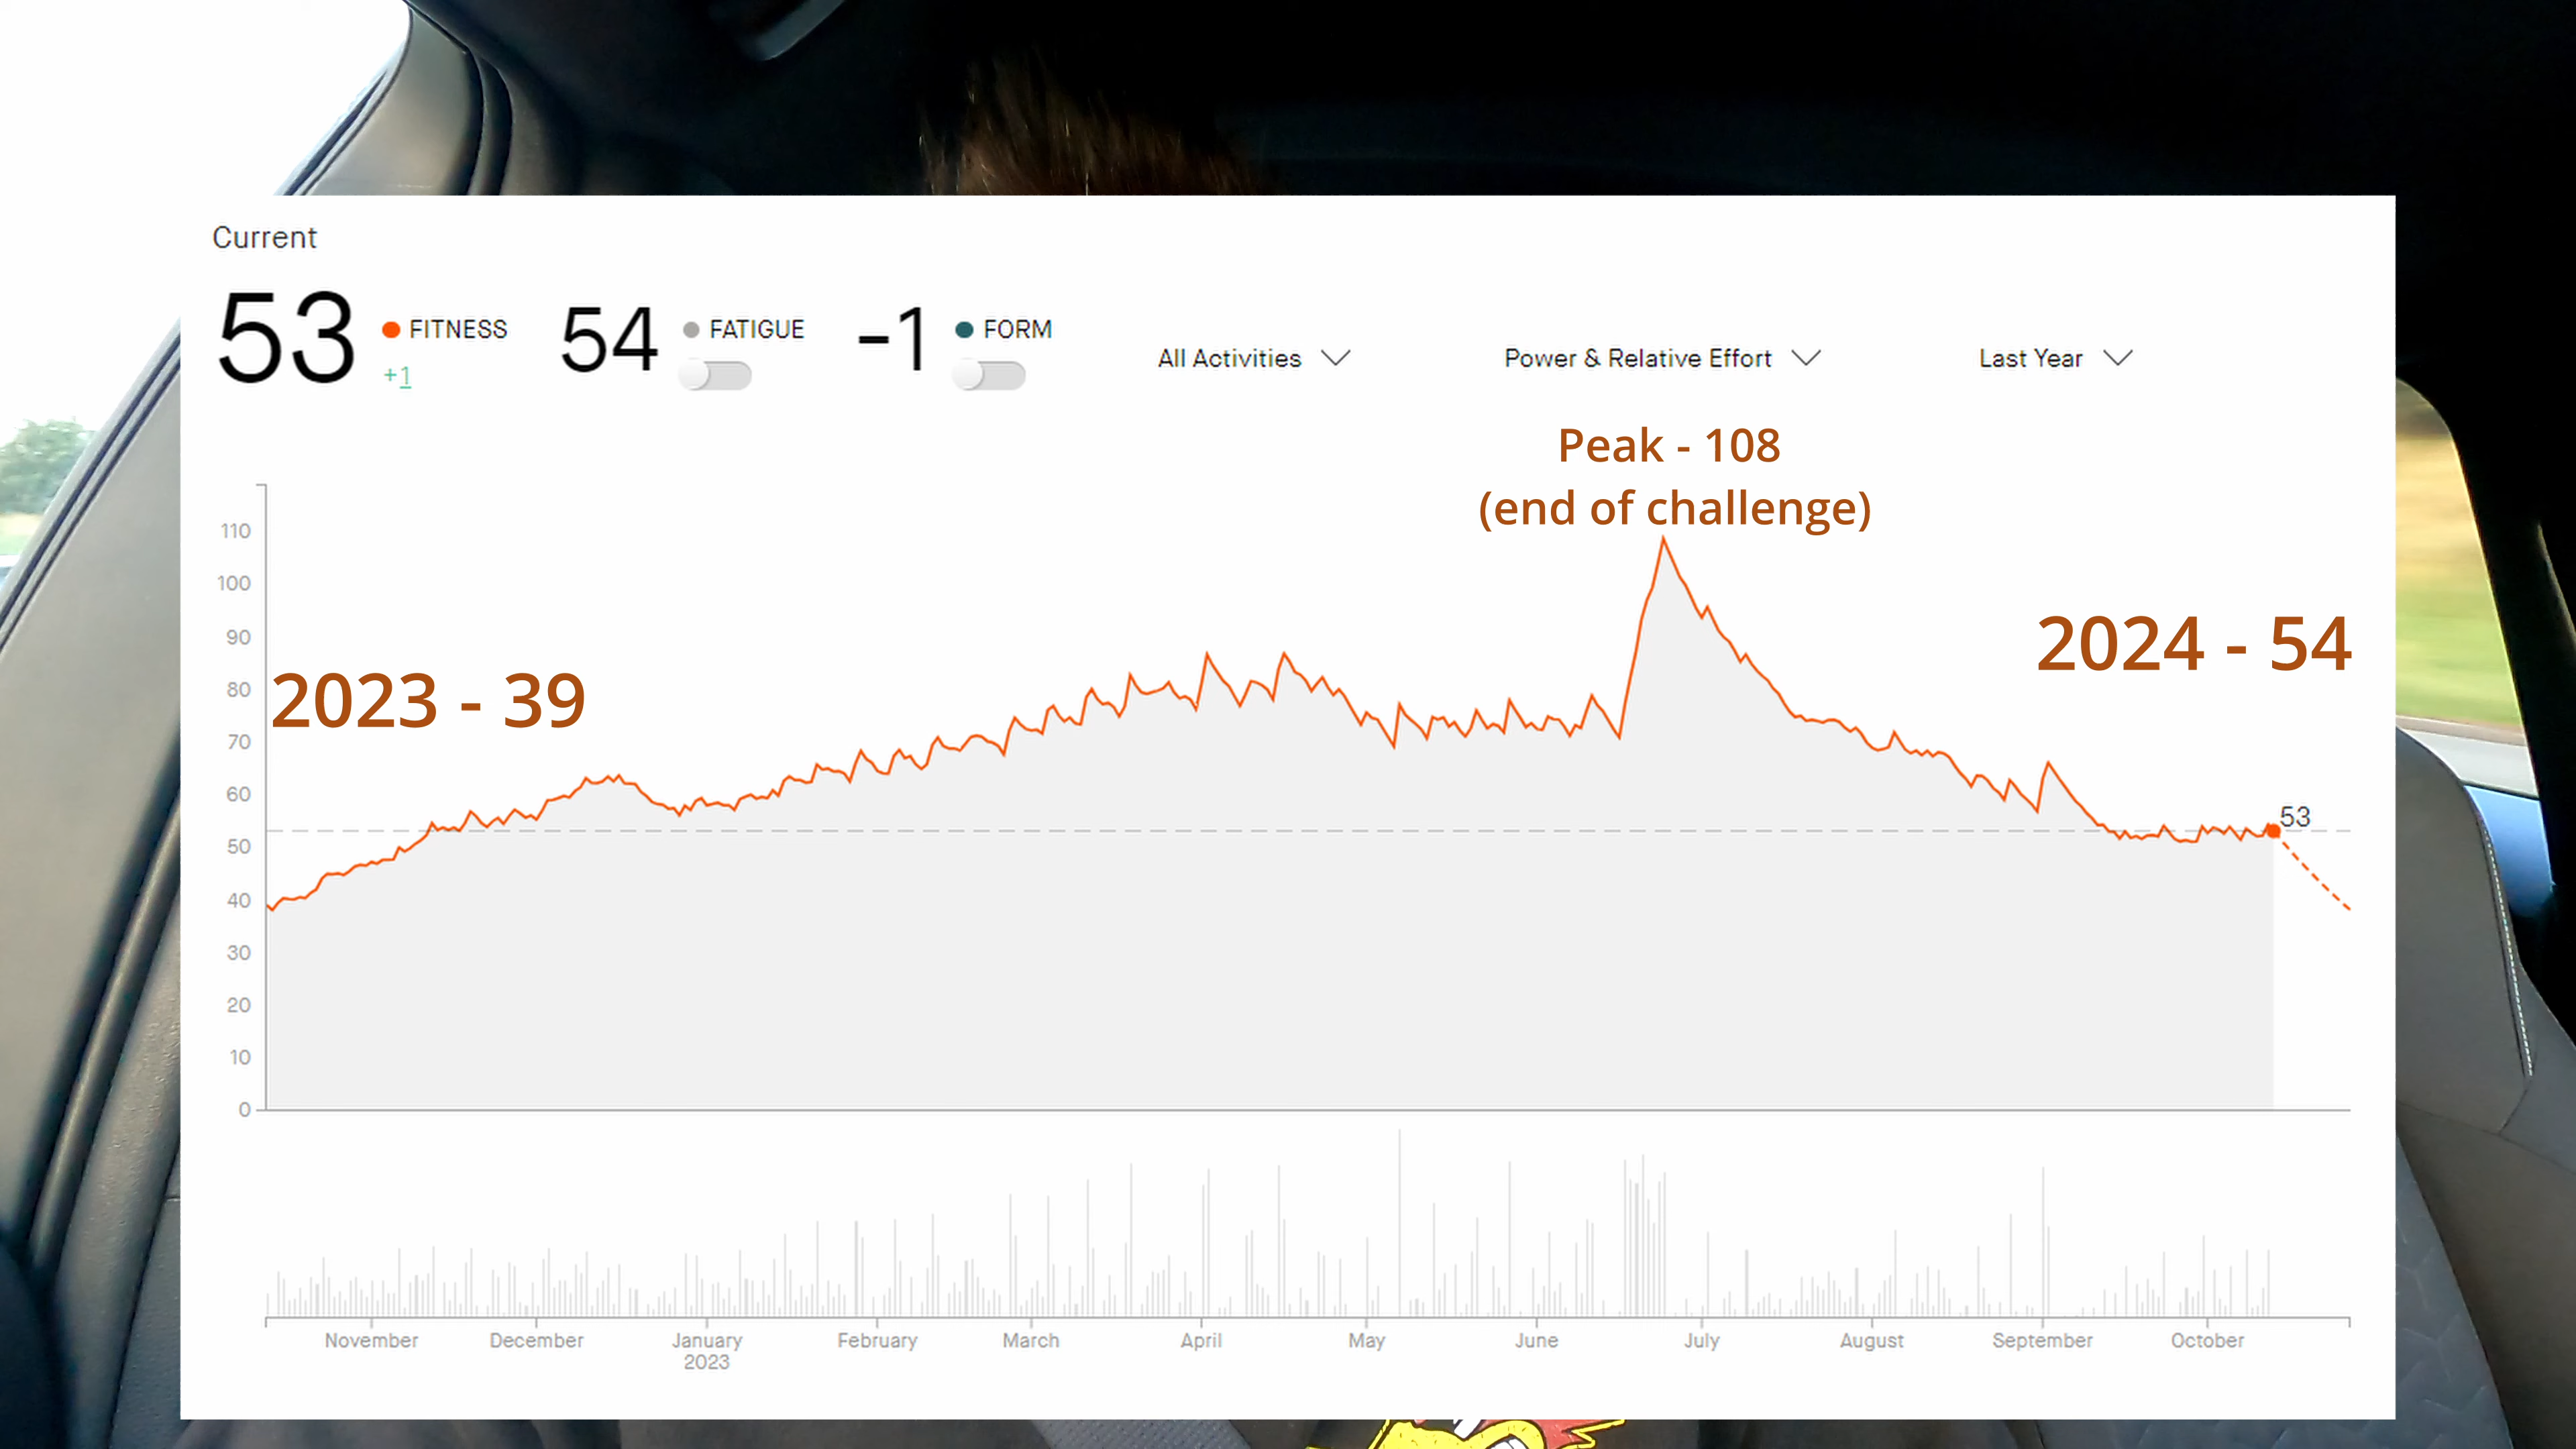 Current
53 FITNESS 54 FATIGUE -1 FORM
+1
All Activities Power & Relative Effort Last Year
Peak - 108
(end of challenge)
2023 - 39
2024 - 54
110
100
90
80
70
60
50
40
30
20
10
0
53
November December January February March April May June July August September October
2023